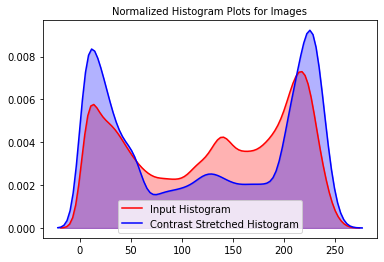 Normalized Histogram Plots for Images
0.008
0.006
0.004
0.002
0.000
Input Histogram
Contrast Stretched Histogram
0 50 100 150 200 250